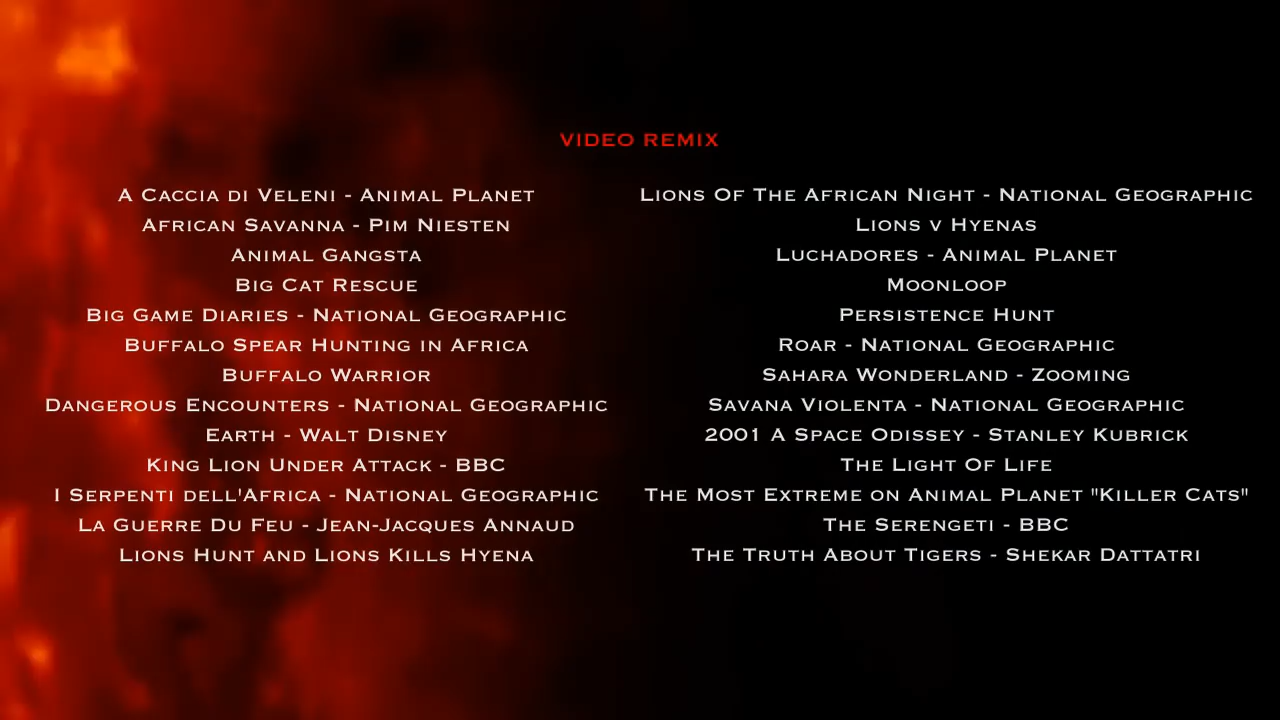 VIDEO REMIX
A Caccia di Veleni - Animal Planet
African Savanna - Pim Niesten
Animal Gangsta
Big Cat Rescue
Big Game Diaries - National Geographic
Buffalo Spear Hunting in Africa
Buffalo Warrior
Dangerous Encounters - National Geographic
Earth - Walt Disney
King Lion Under Attack - BBC
I Serpenti dell'Africa - National Geographic
La Guerre Du Feu - Jean-Jacques Annaud
Lions Hunt and Lions Kills Hyena
Lions Of The African Night - National Geographic
Lions v Hyenas
Luchadores - Animal Planet
Moonloop
Persistence Hunt
Roar - National Geographic
Sahara Wonderland - Zooming
Savana Violenta - National Geographic
2001 A Space Odissey - Stanley Kubrick
The Light Of Life
The Most Extreme on Animal Planet "Killer Cats"
The Serengeti - BBC
The Truth About Tigers - Shekar Dattatri